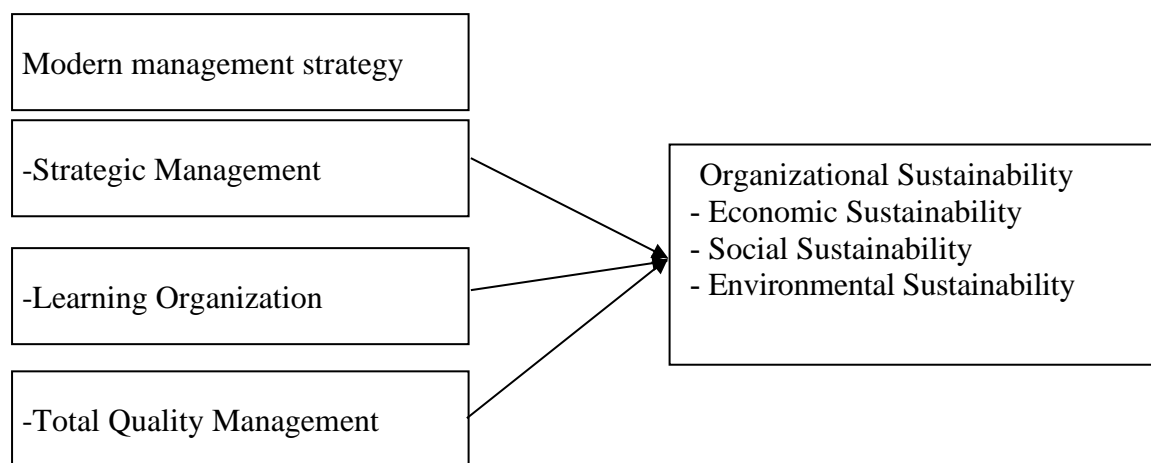 Modern management strategy
-Strategic Management
-Learning Organization
-Total Quality Management
Organizational Sustainability
- Economic Sustainability
- Social Sustainability
- Environmental Sustainability